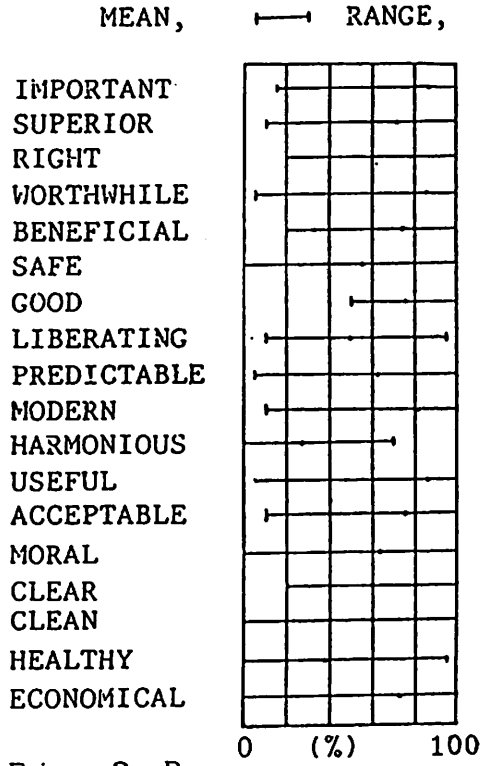 MEAN, RANGE,
IMPORTANT
SUPERIOR
RIGHT
WORTHWHILE
BENEFICIAL
SAFE
GOOD
LIBERATING
PREDICTABLE
MODERN
HARMONIOUS
USEFUL
ACCEPTABLE
MORAL
CLEAR
CLEAN
HEALTHY
ECONOMICAL
0 (%) 100